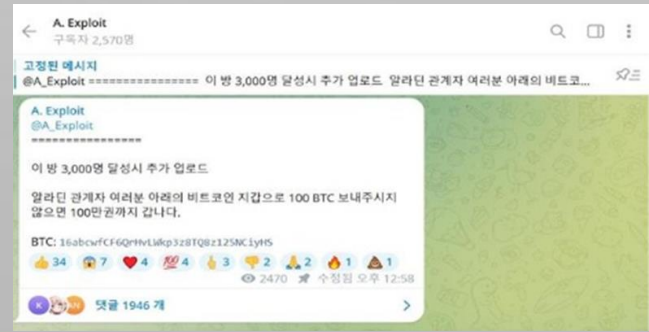 A. Exploit
구독자 2,570명
고정된 메시지
@A_Exploit ================ 이 방 3,000명 달성시 추가 업로드 알라딘 관계자 여러분 아래의 비트코...
A. Exploit
@A_Exploit
================
이 방 3,000명 달성시 추가 업로드
알라딘 관계자 여러분 아래의 비트코인 지갑으로 100 BTC 보내주시지
않으면 100만권까지 갑니다.
BTC: 16abcwfCF6QrHvLWkp3z8TQ8z12SNCiyHS
👍 34 😱 7 ❤ 4 💯 4 👆 3 👎 2 🙏 2 🔥 1 💩 1
2470 수정됨 오전 12:58
K AN 댓글 1946 개